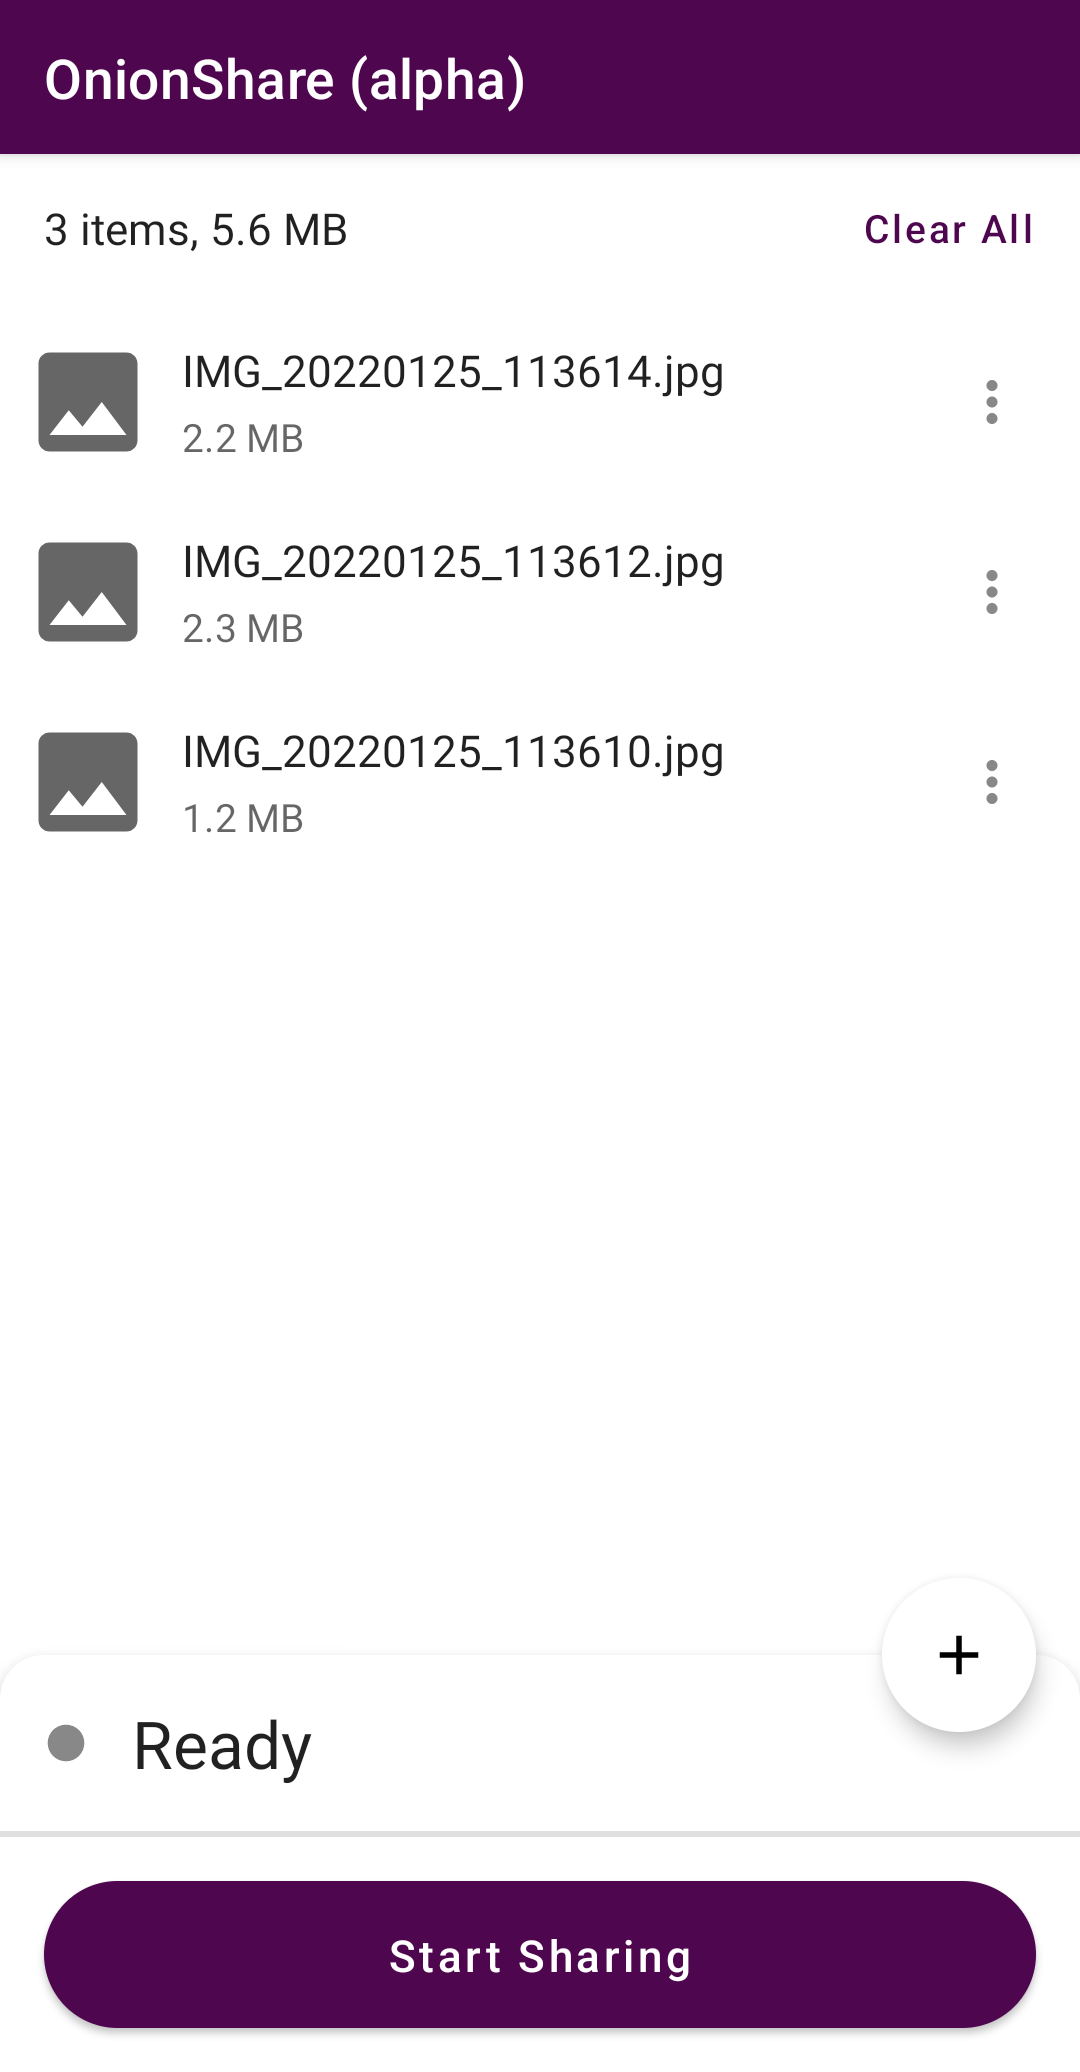 OnionShare (alpha)
3 items, 5.6 MB
Clear All
IMG_20220125_113614.jpg
2.2 MB
IMG_20220125_113612.jpg
2.3 MB
IMG_20220125_113610.jpg
1.2 MB
Ready
Start Sharing